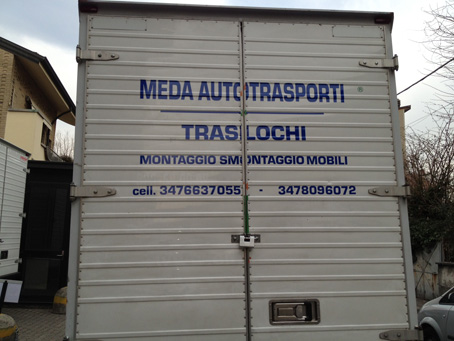 MEDA AUTOTRASPORTI
TRASLOCHI
MONTAGGIO SMONTAGGIO MOBILI
cell. 3476637055 - 3478096072